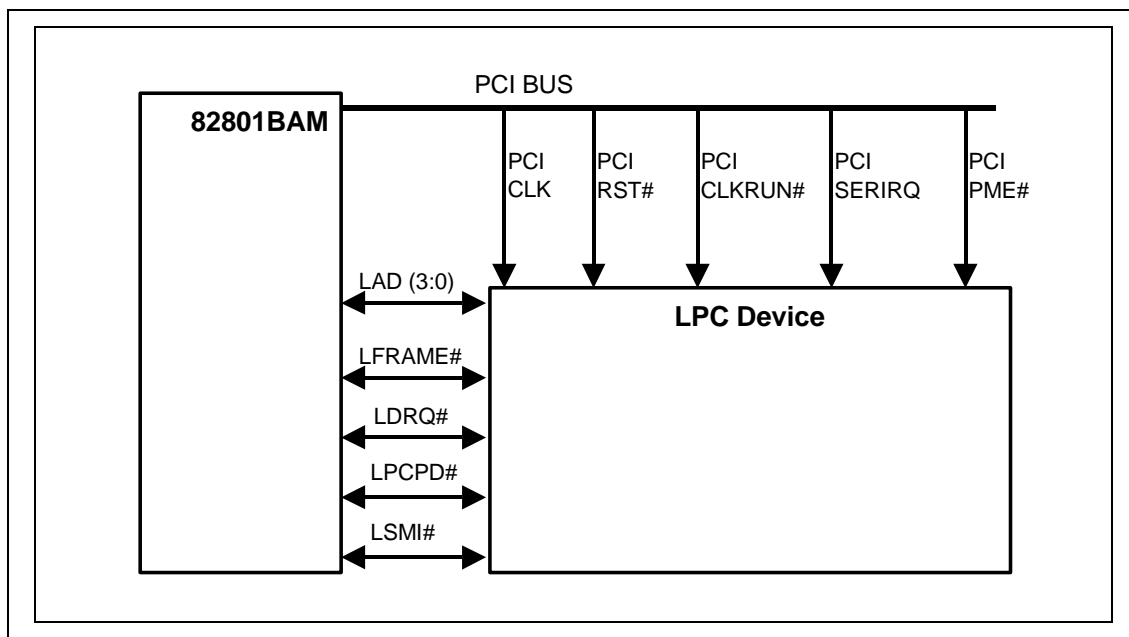 PCI BUS
82801BAM
PCI
CLK
PCI
RST#
PCI
CLKRUN#
PCI
SERIRQ
PCI
PME#
LAD (3:0)
LPC Device
LFRAME#
LDRQ#
LPCPD#
LSMI#